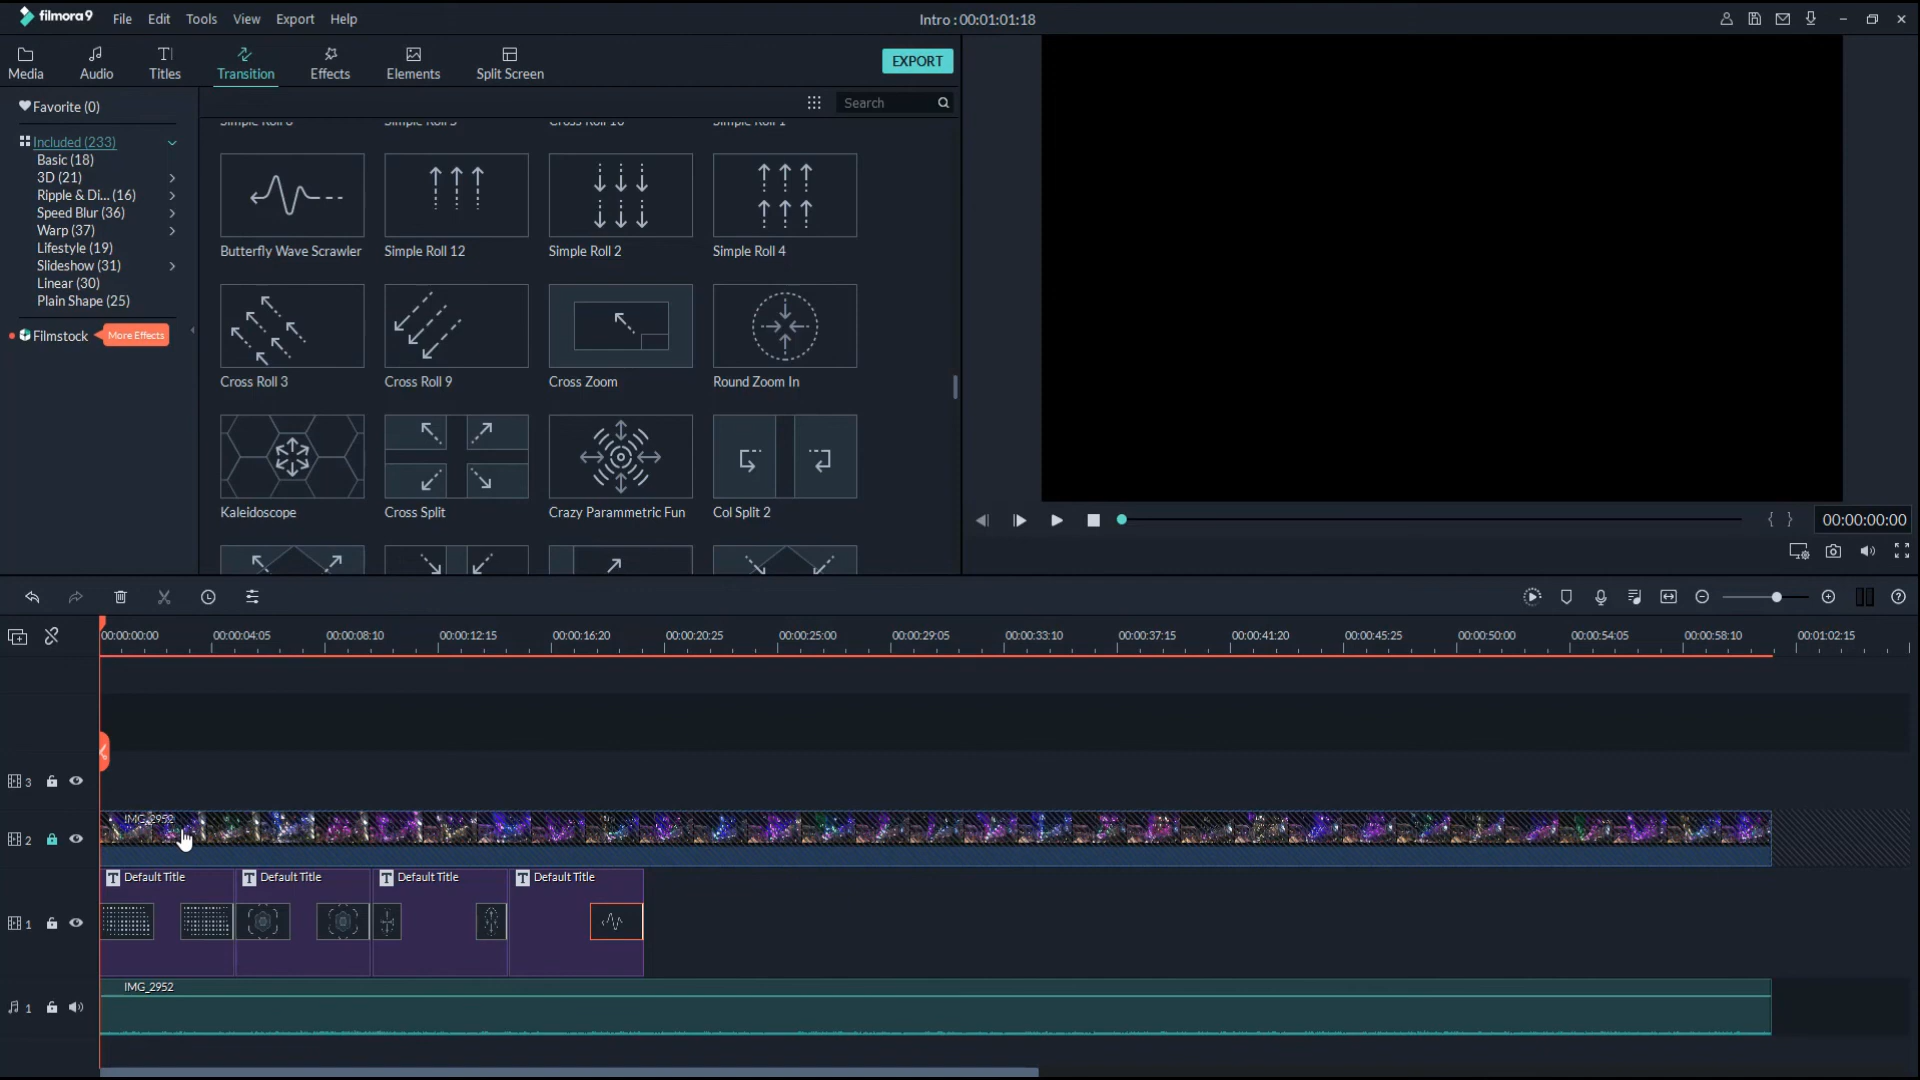 filmora9
File Edit Tools View Export Help
Intro : 00:01:01:18
Media Audio Titles Transition Effects Elements Split Screen
EXPORT
Favorite (0)
Search
Included (233)
Basic (18)
3D (21)
Ripple & Di... (16)
Speed Blur (36)
Warp (37)
Lifestyle (19)
Slideshow (31)
Linear (30)
Plain Shape (25)
Filmstock
More Effects
Butterfly Wave Scrawler Simple Roll 12 Simple Roll 2 Simple Roll 4
Cross Roll 3 Cross Roll 9 Cross Zoom Round Zoom In
Kaleidoscope Cross Split Crazy Parammetric Fun Col Split 2
00:00:00:00
00:00:00:00 00:00:04:05 00:00:08:10 00:00:12:15 00:00:16:20 00:00:20:25 00:00:25:00 00:00:29:05 00:00:33:10 00:00:37:15 00:00:41:20 00:00:45:25 00:00:50:00 00:00:54:05 00:00:58:10 00:01:02:15
3
IMG_2952
2
T Default Title T Default Title T Default Title T Default Title
1
IMG_2952
1